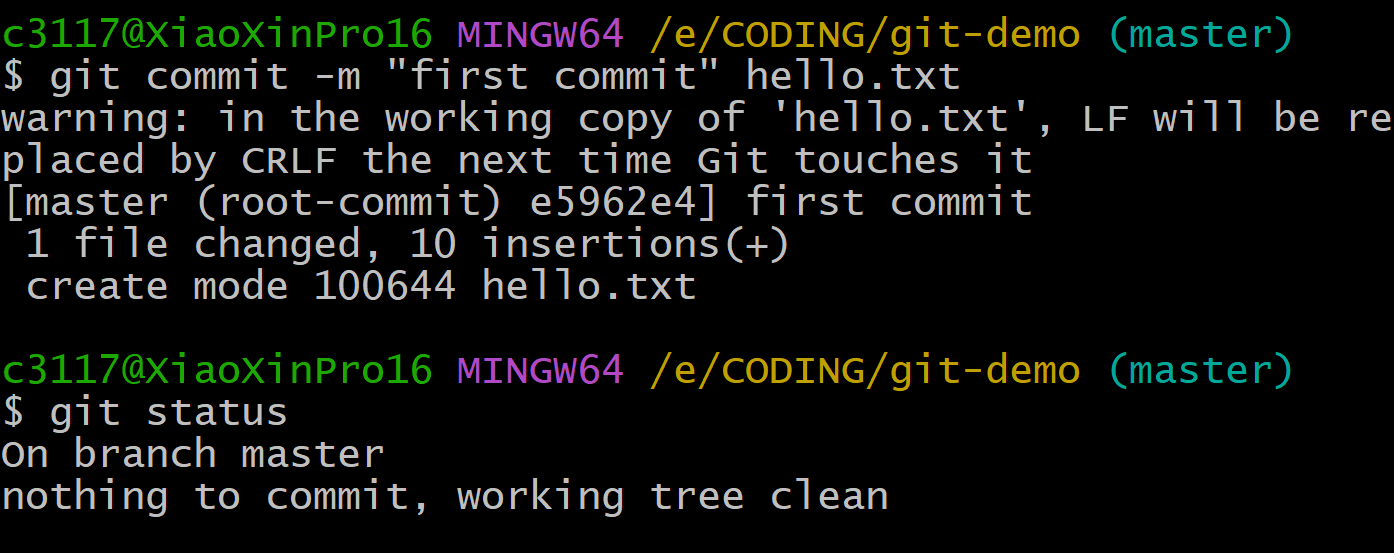 c3117@XiaoXinPro16 MINGW64 /e/CODING/git-demo (master)
$ git commit -m "first commit" hello.txt
warning: in the working copy of 'hello.txt', LF will be re
placed by CRLF the next time Git touches it
[master (root-commit) e5962e4] first commit
 1 file changed, 10 insertions(+)
 create mode 100644 hello.txt
c3117@XiaoXinPro16 MINGW64 /e/CODING/git-demo (master)
$ git status
On branch master
nothing to commit, working tree clean